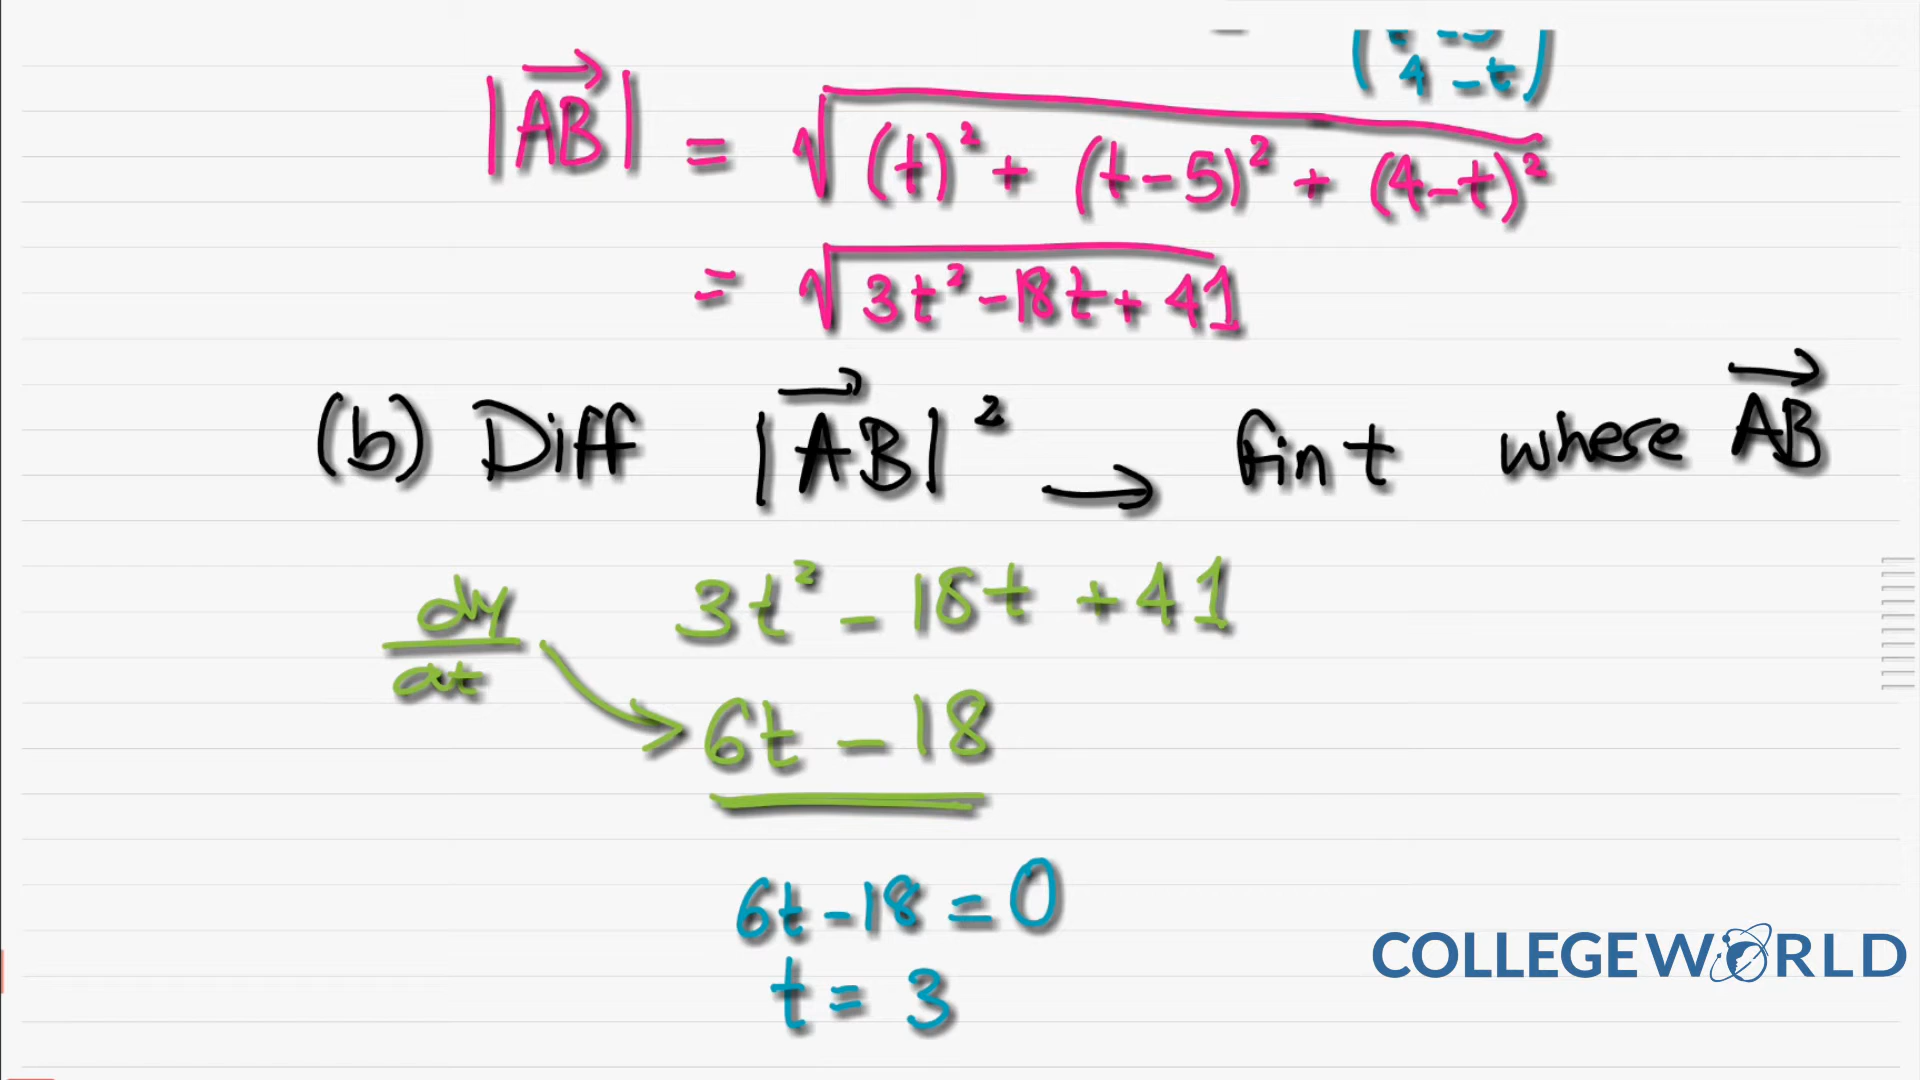 4 - t
|AB| = √(t)² + (t-5)² + (4-t)²
= √3t² - 18t + 41
(b) Diff |AB|² → fin t where AB
dy/dt
3t² - 18t + 41
6t - 18
6t - 18 = 0
t = 3
COLLEGEWORLD